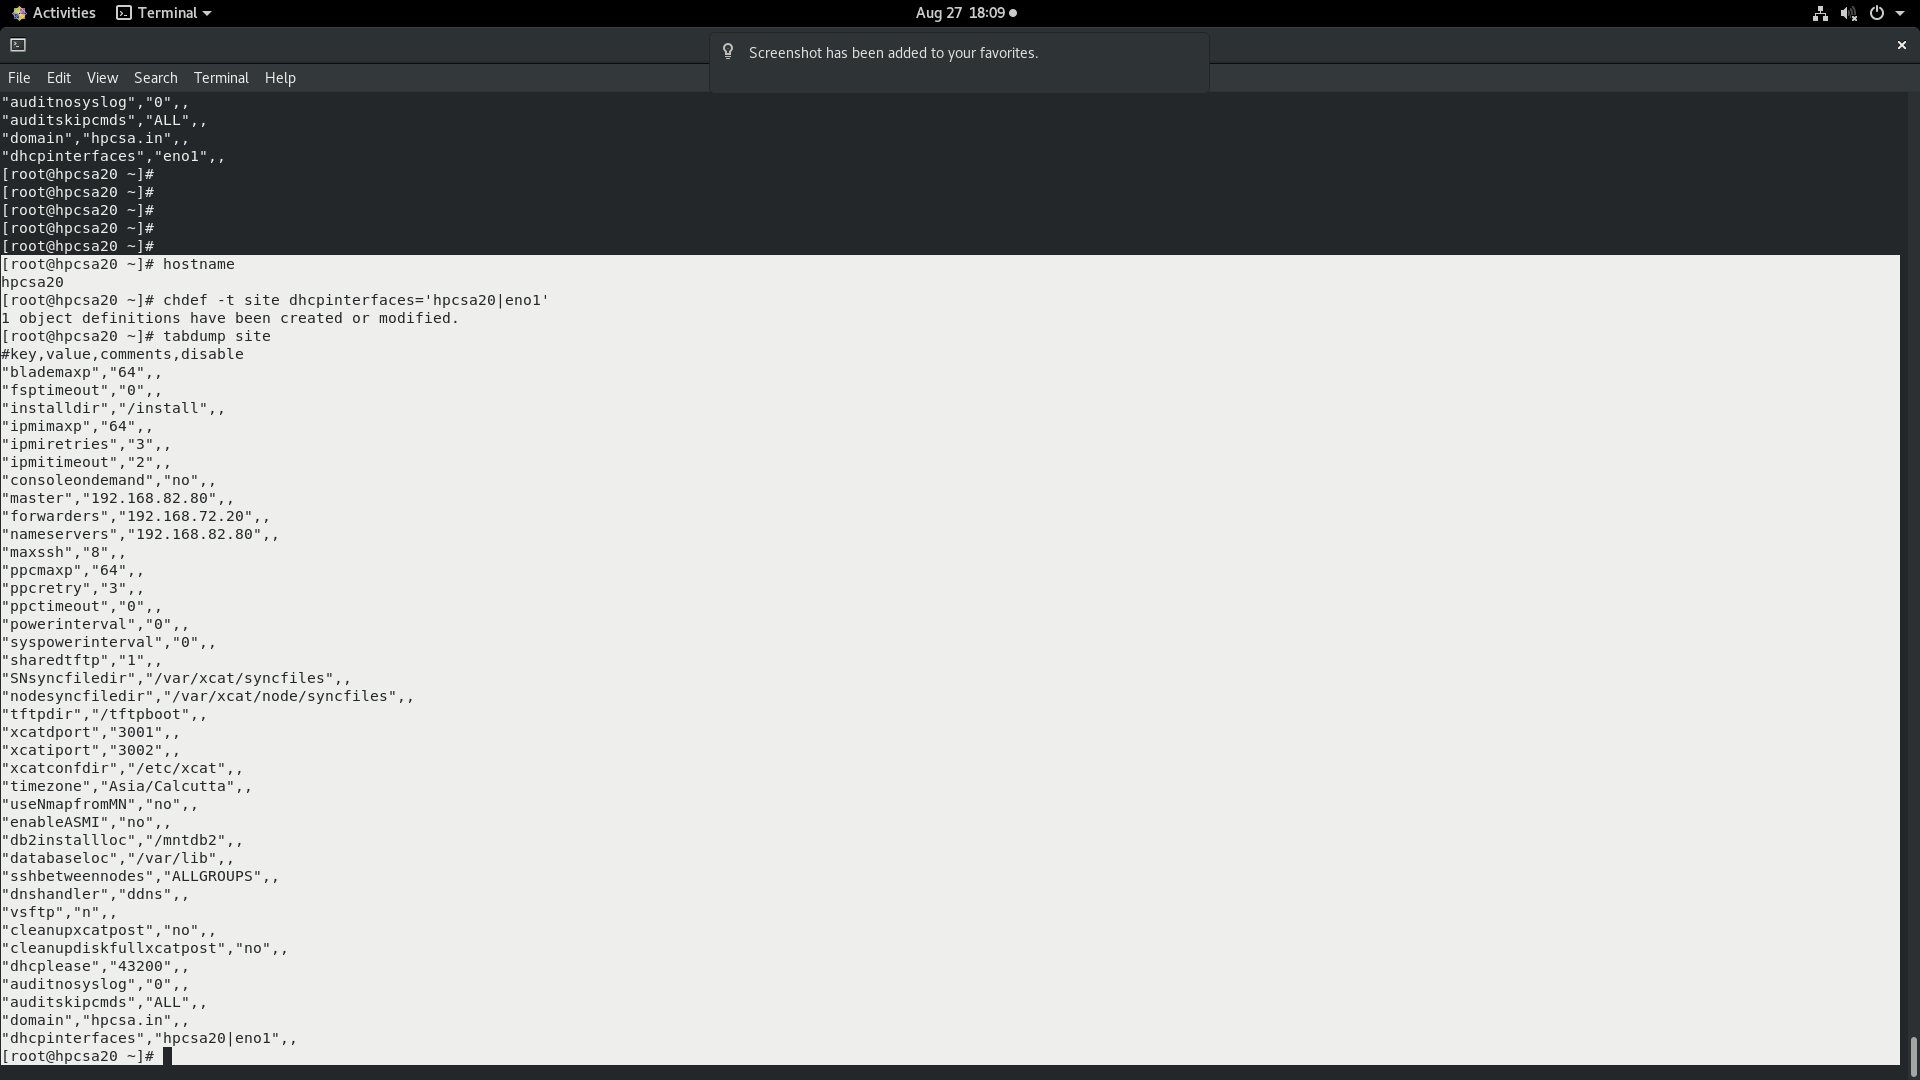 Activities Terminal Aug 27 18:09
Screenshot has been added to your favorites.
File Edit View Search Terminal Help
"auditnosyslog","0",,
"auditskipcmds","ALL",,
"domain","hpcsa.in",,
"dhcpinterfaces","eno1",,
[root@hpcsa20 ~]#
[root@hpcsa20 ~]#
[root@hpcsa20 ~]#
[root@hpcsa20 ~]#
[root@hpcsa20 ~]#
[root@hpcsa20 ~]# hostname
hpcsa20
[root@hpcsa20 ~]# chdef -t site dhcpinterfaces='hpcsa20|eno1'
1 object definitions have been created or modified.
[root@hpcsa20 ~]# tabdump site
#key,value,comments,disable
"blademaxp","64",,
"fsptimeout","0",,
"installdir","/install",,
"ipmimaxp","64",,
"ipmiretries","3",,
"ipmitimeout","2",,
"consoleondemand","no",,
"master","192.168.82.80",,
"forwarders","192.168.72.20",,
"nameservers","192.168.82.80",,
"maxssh","8",,
"ppcmaxp","64",,
"ppcretry","3",,
"ppctimeout","0",,
"powerinterval","0",,
"syspowerinterval","0",,
"sharedtftp","1",,
"SNsyncfiledir","/var/xcat/syncfiles",,
"nodesyncfiledir","/var/xcat/node/syncfiles",,
"tftpdir","/tftpboot",,
"xcatdport","3001",,
"xcatiport","3002",,
"xcatconfdir","/etc/xcat",,
"timezone","Asia/Calcutta",,
"useNmapfromMN","no",,
"enableASMI","no",,
"db2installloc","/mntdb2",,
"databaseloc","/var/lib",,
"sshbetweennodes","ALLGROUPS",,
"dnshandler","ddns",,
"vsftp","n",,
"cleanupxcatpost","no",,
"cleanupdiskfullxcatpost","no",,
"dhcplease","43200",,
"auditnosyslog","0",,
"auditskipcmds","ALL",,
"domain","hpcsa.in",,
"dhcpinterfaces","hpcsa20|eno1",,
[root@hpcsa20 ~]#